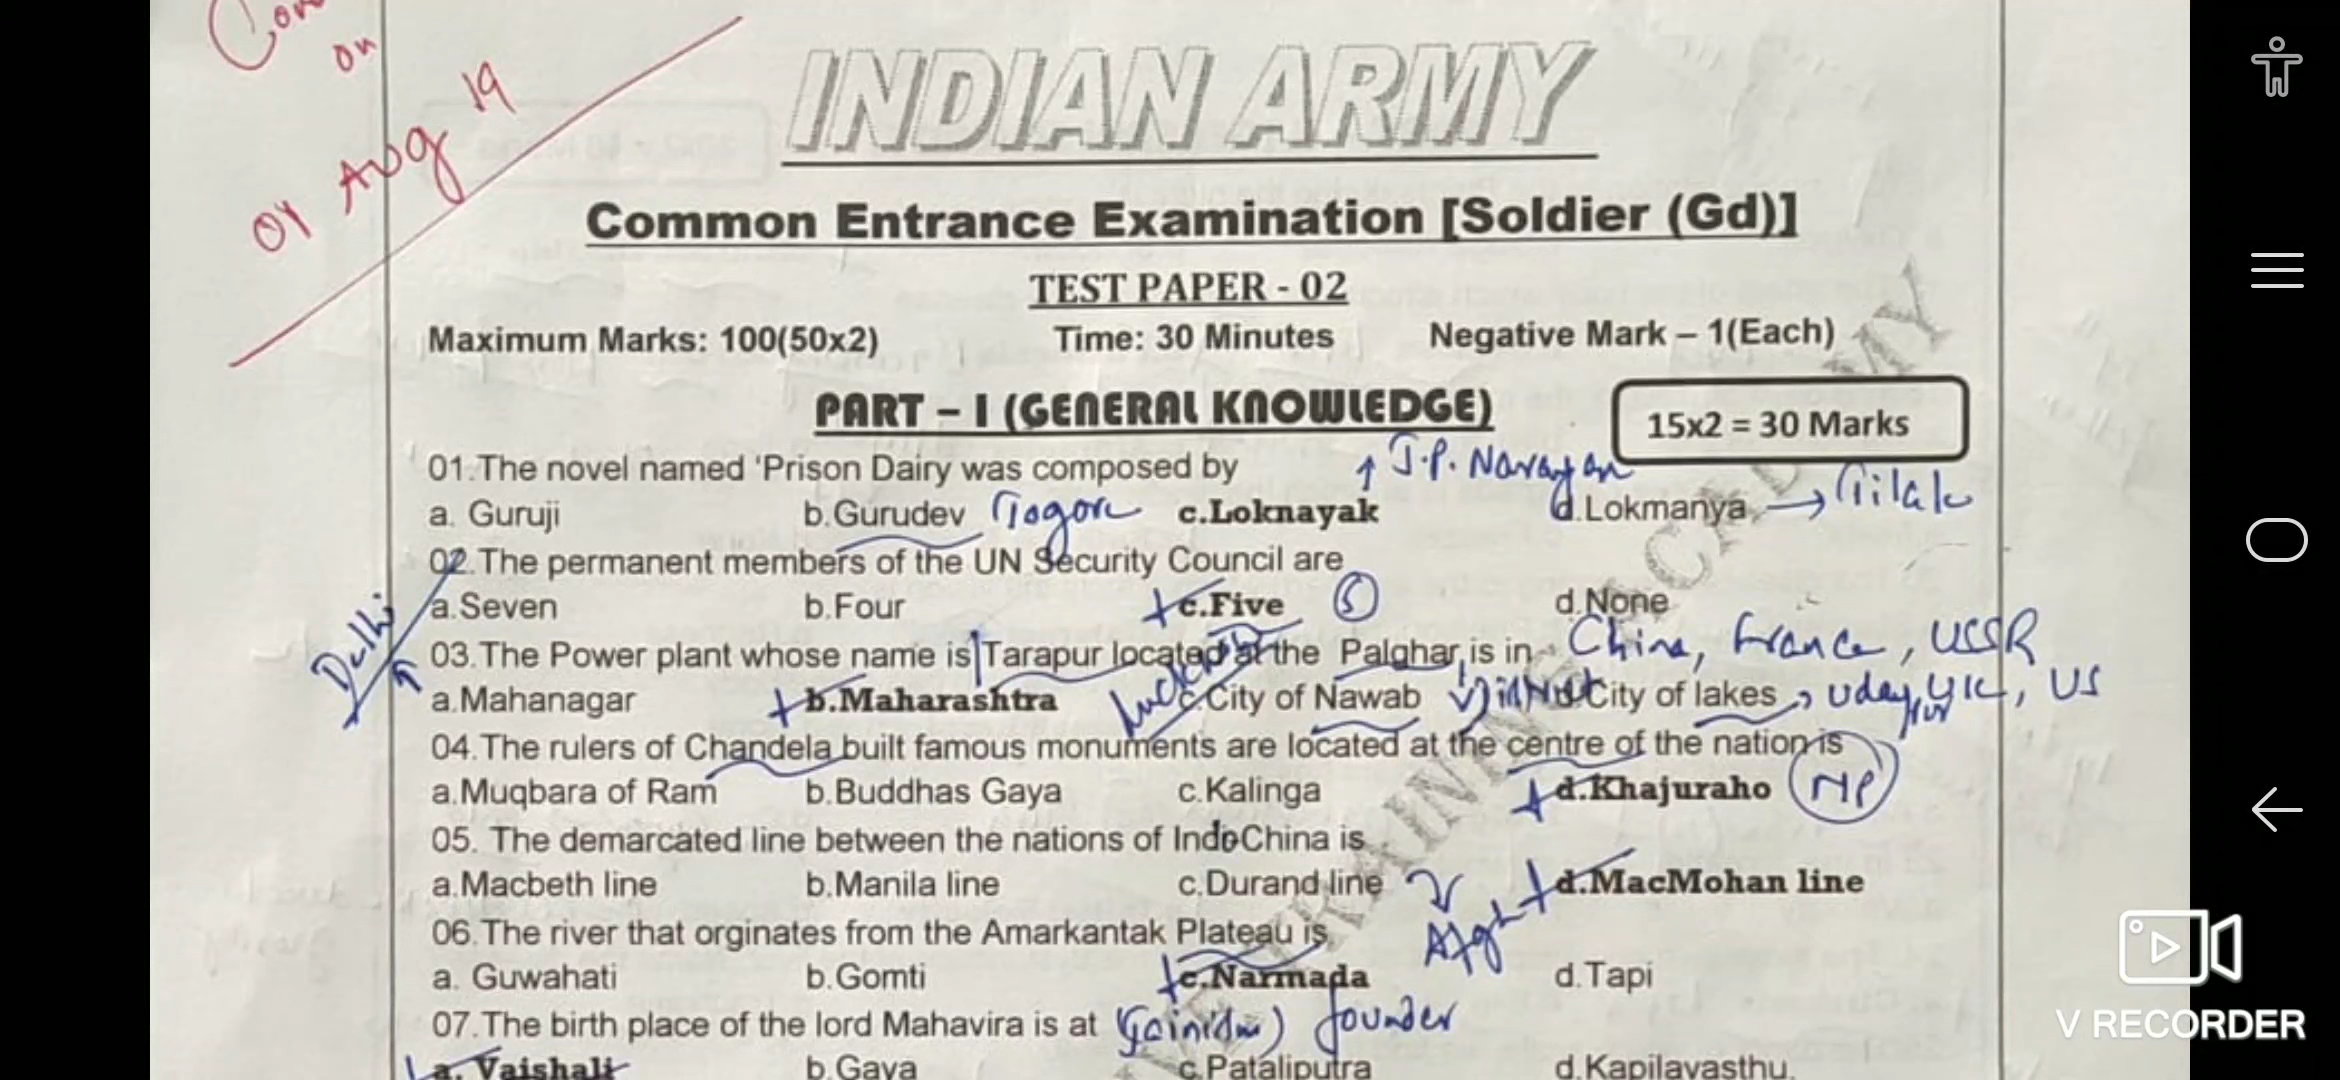 on
04 Aug 19
INDIAN ARMY
Common Entrance Examination [Soldier (Gd)]
TEST PAPER - 02
Maximum Marks: 100(50x2) Time: 30 Minutes Negative Mark – 1(Each)
PART – I (GENERAL KNOWLEDGE)
15x2 = 30 Marks
01.The novel named 'Prison Dairy was composed by J.P. Narayan
a. Guruji b.Gurudev Tagore c.Loknayak d.Lokmanya → Tilak
02.The permanent members of the UN Security Council are
a.Seven b.Four c.Five 5 d.None
Delhi
03.The Power plant whose name is Tarapur located at the Palghar is in China, France, USSR
a.Mahanagar b.Maharashtra Lucknow c.City of Nawab City of lakes → Udaypur UK, US
04.The rulers of Chandela built famous monuments are located at the centre of the nation is
a.Muqbara of Ram b.Buddhas Gaya c.Kalinga d.Khajuraho MP
05. The demarcated line between the nations of IndoChina is
a.Macbeth line b.Manila line c.Durand line d.MacMohan line
Afgh
06.The river that orginates from the Amarkantak Plateau is
a. Guwahati b.Gomti c.Narmada d.Tapi
07.The birth place of the lord Mahavira is at (Jainidm) founder
a. Vaishali b.Gaya c.Pataliputra d.Kapilavasthu.
TRAINING ACADEMY
V RECORDER